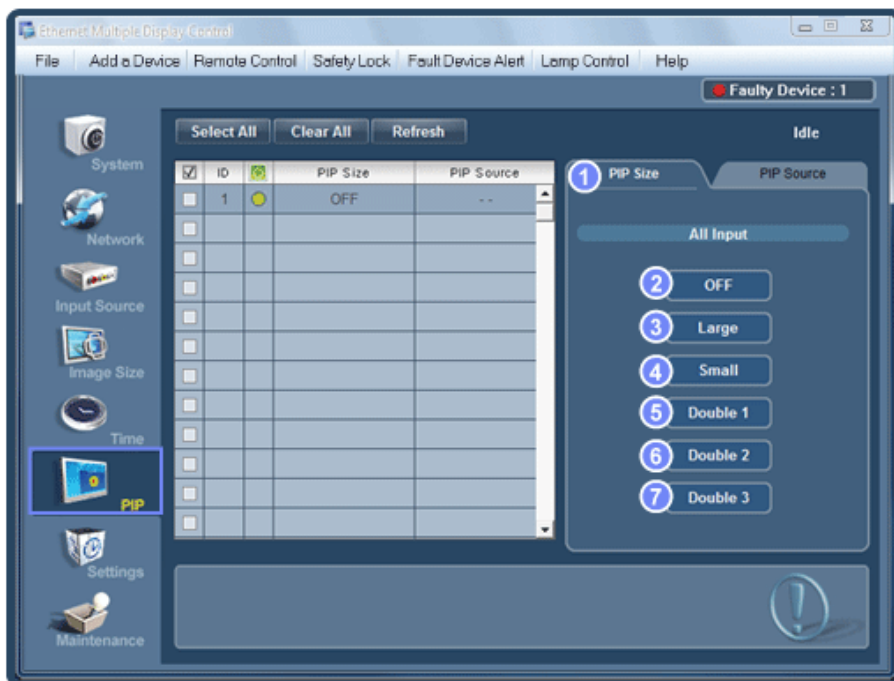 Ethernet Multiple Display Control
File Add a Device Remote Control Safety Lock Fault Device Alert Lamp Control Help
Faulty Device : 1
Select All Clear All Refresh Idle
System
Network
Input Source
Image Size
Time
PIP
Settings
Maintenance
ID PIP Size PIP Source
1 OFF - -
1 PIP Size PIP Source
All Input
2 OFF
3 Large
4 Small
5 Double 1
6 Double 2
7 Double 3